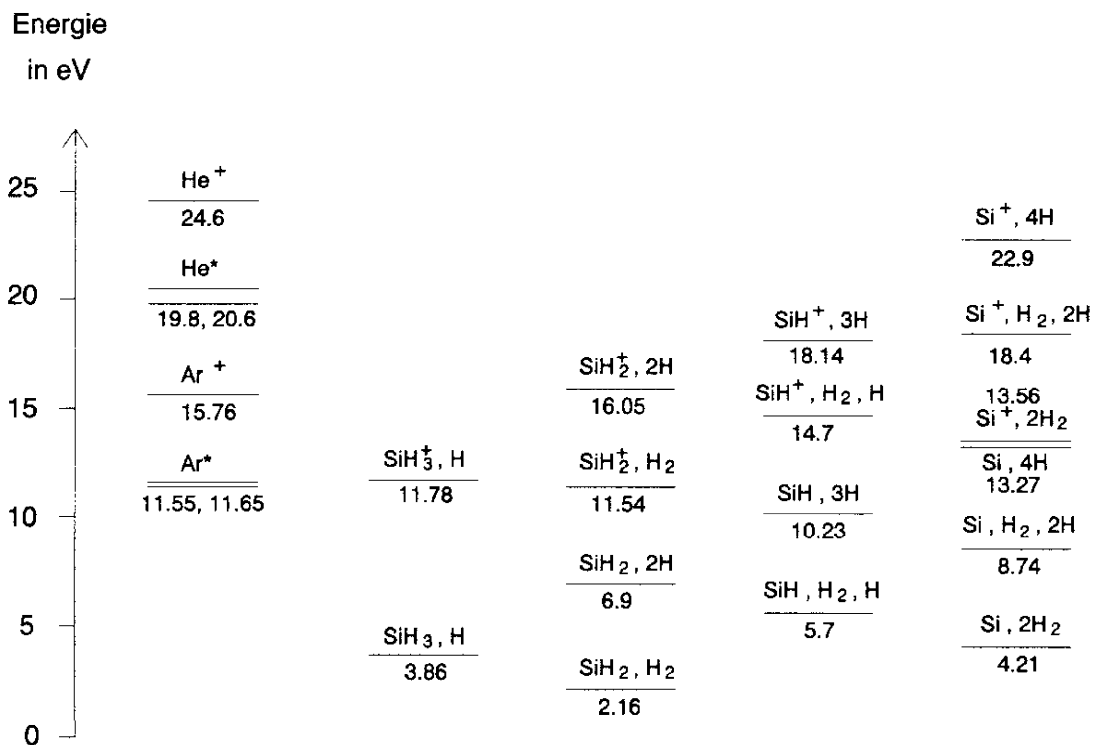 Energie
in eV
25
20
15
10
5
0
He⁺
24.6
He*
19.8, 20.6
Ar⁺
15.76
Ar*
11.55, 11.65
SiH₃⁺, H
11.78
SiH₃, H
3.86
SiH₂⁺, 2H
16.05
SiH₂⁺, H₂
11.54
SiH₂, 2H
6.9
SiH₂, H₂
2.16
SiH⁺, 3H
18.14
SiH⁺, H₂, H
14.7
SiH, 3H
10.23
SiH, H₂, H
5.7
Si⁺, 4H
22.9
Si⁺, H₂, 2H
18.4
13.56
Si⁺, 2H₂
Si, 4H
13.27
Si, H₂, 2H
8.74
Si, 2H₂
4.21